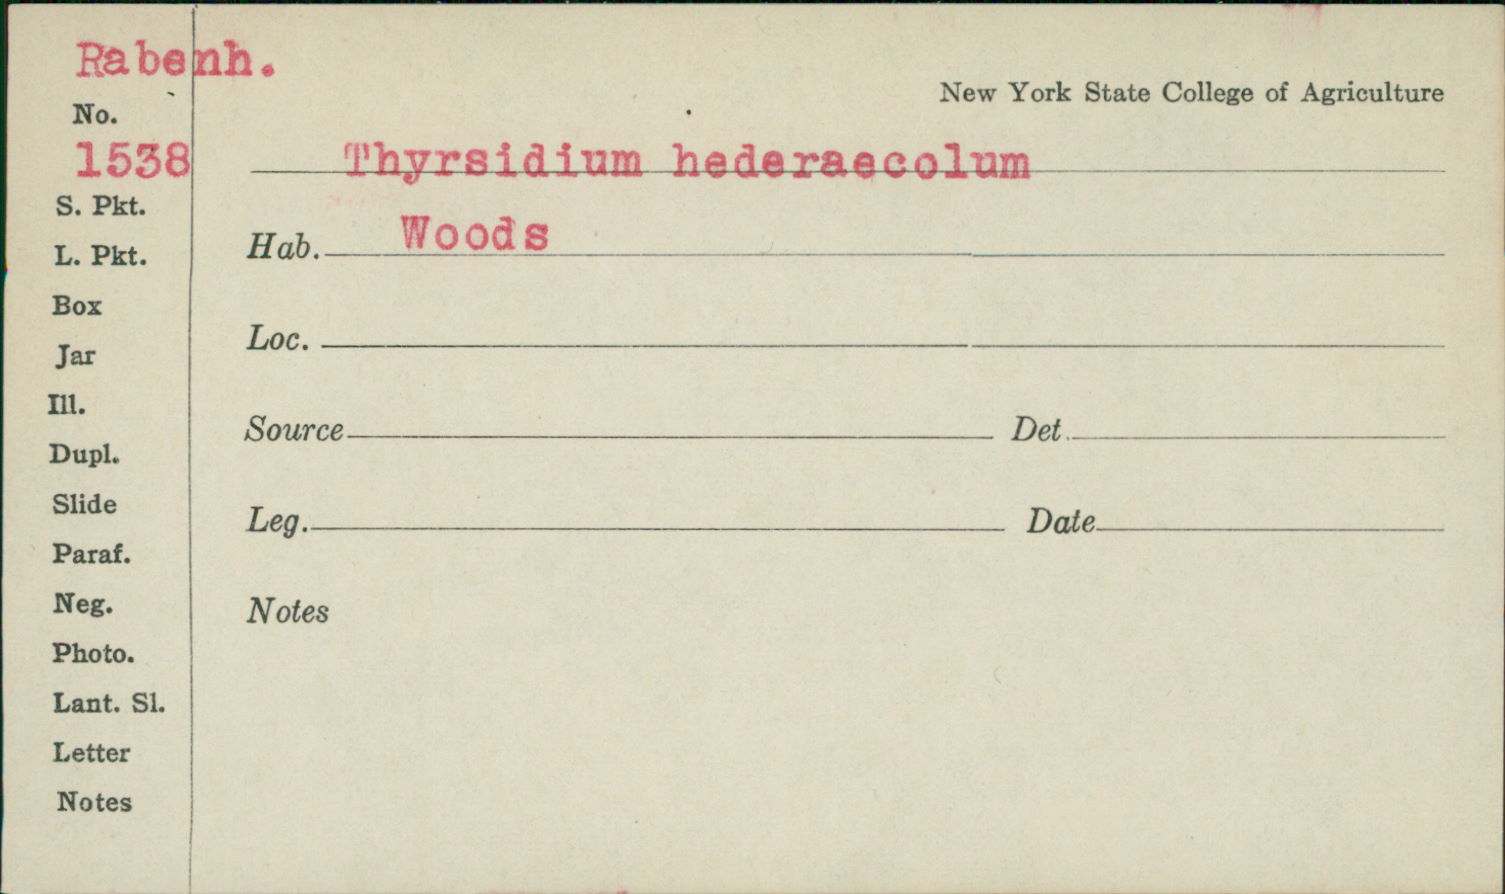 Rabenh.
New York State College of Agriculture
No.
1538
Thyrsidium hederaecolum
S. Pkt.
Hab. Woods
L. Pkt.
Box
Loc.
Jar
Ill.
Source Det.
Dupl.
Slide
Leg. Date
Paraf.
Neg.
Notes
Photo.
Lant. Sl.
Letter
Notes